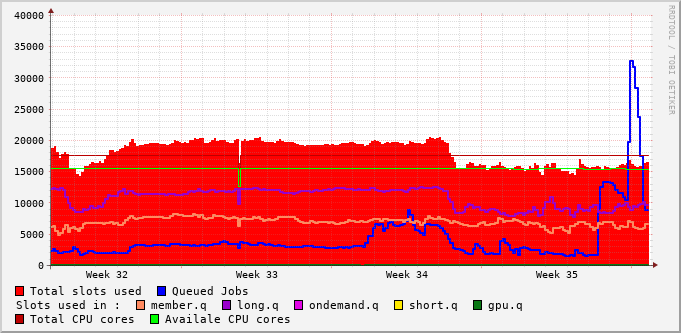 RRDTOOL / TOBI OETIKER
40000
35000
30000
25000
20000
15000
10000
5000
0
Week 32 Week 33 Week 34 Week 35
Total slots used Queued Jobs
Slots used in : member.q long.q ondemand.q short.q gpu.q
Total CPU cores Availale CPU cores